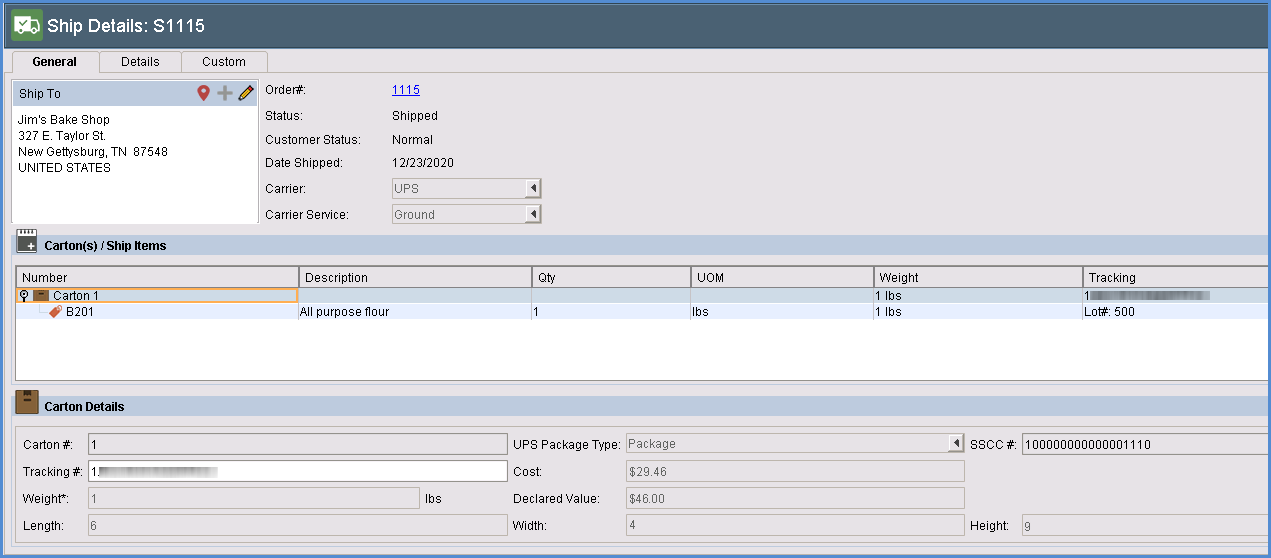 Ship Details: S1115
General Details Custom
Ship To
Jim's Bake Shop
327 E. Taylor St.
New Gettysburg, TN 87548
UNITED STATES
Order#: 1115
Status: Shipped
Customer Status: Normal
Date Shipped: 12/23/2020
Carrier: UPS
Carrier Service: Ground
Carton(s) / Ship Items
Number Description Qty UOM Weight Tracking
Carton 1 1 lbs 1
B201 All purpose flour 1 lbs 1 lbs Lot#: 500
Carton Details
Carton #: 1 UPS Package Type: Package SSCC #: 100000000000001110
Tracking #: 1 Cost: $29.46
Weight*: 1 lbs Declared Value: $46.00
Length: 6 Width: 4 Height: 9